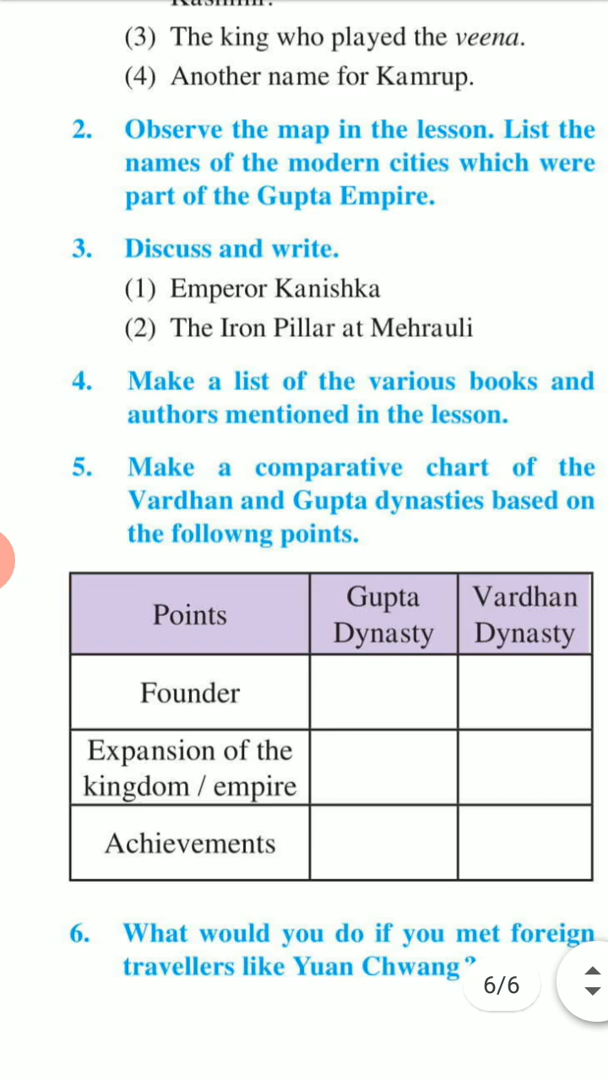 (3) The king who played the veena.
(4) Another name for Kamrup.
2. Observe the map in the lesson. List the
names of the modern cities which were
part of the Gupta Empire.
3. Discuss and write.
(1) Emperor Kanishka
(2) The Iron Pillar at Mehrauli
4. Make a list of the various books and
authors mentioned in the lesson.
5. Make a comparative chart of the
Vardhan and Gupta dynasties based on
the followng points.
Points
Gupta
Dynasty
Vardhan
Dynasty
Founder
Expansion of the
kingdom / empire
Achievements
6. What would you do if you met foreign
travellers like Yuan Chwang ?
6/6